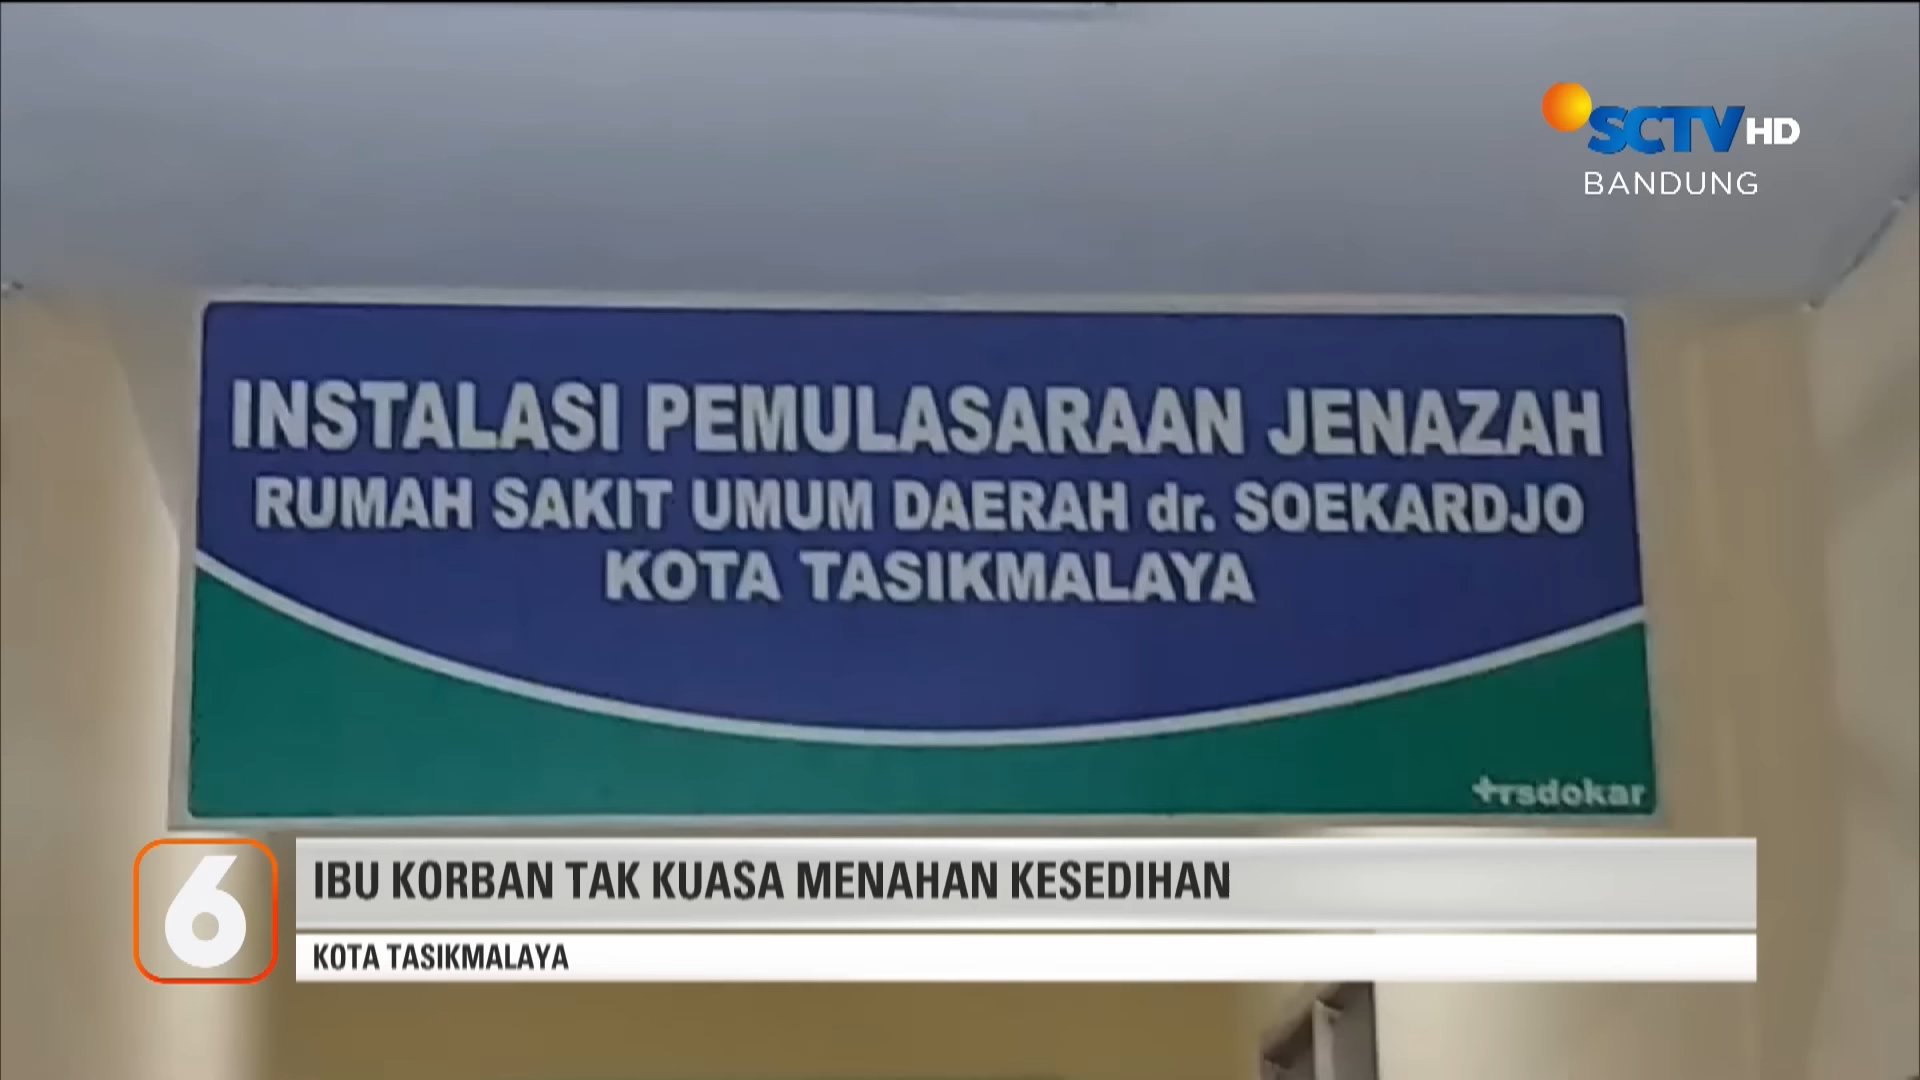 SCTV HD
BANDUNG
INSTALASI PEMULASARAAN JENAZAH
RUMAH SAKIT UMUM DAERAH dr. SOEKARDJO
KOTA TASIKMALAYA
rsdokar
6
IBU KORBAN TAK KUASA MENAHAN KESEDIHAN
KOTA TASIKMALAYA